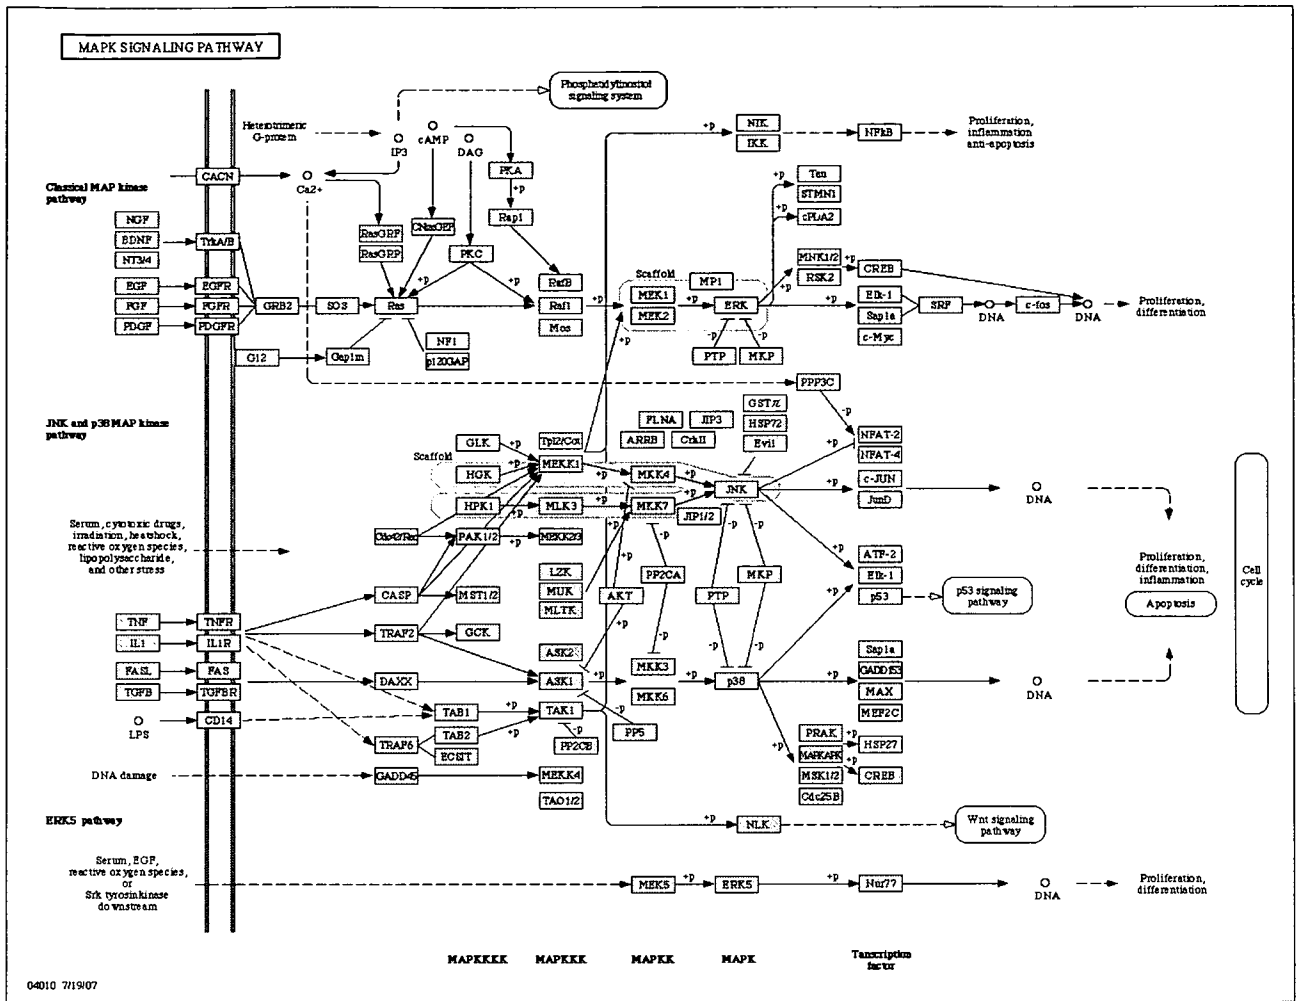 MAPK SIGNALING PATHWAY
Phosphatidylinositol
signaling system
Heterotrimeric
G-protein
IP3
cAMP
DAG
+p
NIK
IKK
NFkB
Proliferation,
inflammation
anti-apoptosis
CACN
Ca2+
PKA
+p
Classical MAP kinase
pathway
NGF
BDNF
NT3/4
TrkA/B
RasGRF
RasGRP
CNrasGEF
PKC
Rap1
RafB
Tau
STMN1
cPLA2
+p
+p
MNK1/2
RSK2
+p
CREB
EGF
FGF
PDGF
EGFR
FGFR
PDGFR
GRB2
SOS
Ras
+p
+p
Raf1
Mos
+p
Scaffold
MP1
MEK1
MEK2
+p
ERK
+p
+p
Elk-1
Sap1a
c-Myc
SRF
DNA
c-fos
DNA
Proliferation,
differentiation
G12
Gap1m
NF1
p120GAP
+p
-p
-p
PTP
MKP
PPP3C
JNK and p38 MAP kinase
pathway
Scaffold
GLK
HGK
HPK1
+p
+p
+p
Tpl2/Cot
MEKK1
MLK3
FLNA
JIP3
ARRB
CrkII
GSTπ
HSP72
Evi1
-p
+p
NFAT-2
NFAT-4
+p
MKK4
MKK7
+p
+p
+p
JNK
JIP1/2
+p
c-JUN
JunD
DNA
Serum, cytotoxic drugs,
irradiation, heatshock,
reactive oxygen species,
lipopolysaccharide,
and other stress
Cdc42/Rac
PAK1/2
+p
MEKK2/3
+p
+p
-p
-p
-p
+p
LZK
MUK
MLTK
AKT
PP2CA
PTP
MKP
ATF-2
Elk-1
p53
p53 signaling
pathway
Proliferation,
differentiation,
inflammation
Apoptosis
Cell
cycle
CASP
MST1/2
TNF
IL1
TNFR
IL1R
TRAF2
GCK
+p
-p
-p
-p
+p
FASL
TGFB
FAS
TGFBR
DAXX
ASK2
ASK1
+p
MKK3
MKK6
+p
p38
+p
Sap1a
GADD153
MAX
MEF2C
DNA
LPS
CD14
TAB1
TAB2
ECSIT
TRAF6
+p
+p
TAK1
-p
-p
PP2CB
PP5
+p
PRAK
MAPKAPK
MSK1/2
Cdc25B
+p
+p
HSP27
CREB
DNA damage
GADD45
MEKK4
TAO1/2
ERK5 pathway
+p
NLK
Wnt signaling
pathway
Serum, EGF,
reactive oxygen species,
or
Srk tyrosinkinase
downstream
MEK5
+p
ERK5
+p
Nur77
DNA
Proliferation,
differentiation
MAPKKKK
MAPKKK
MAPKK
MAPK
Transcription
factor
04010 7/19/07